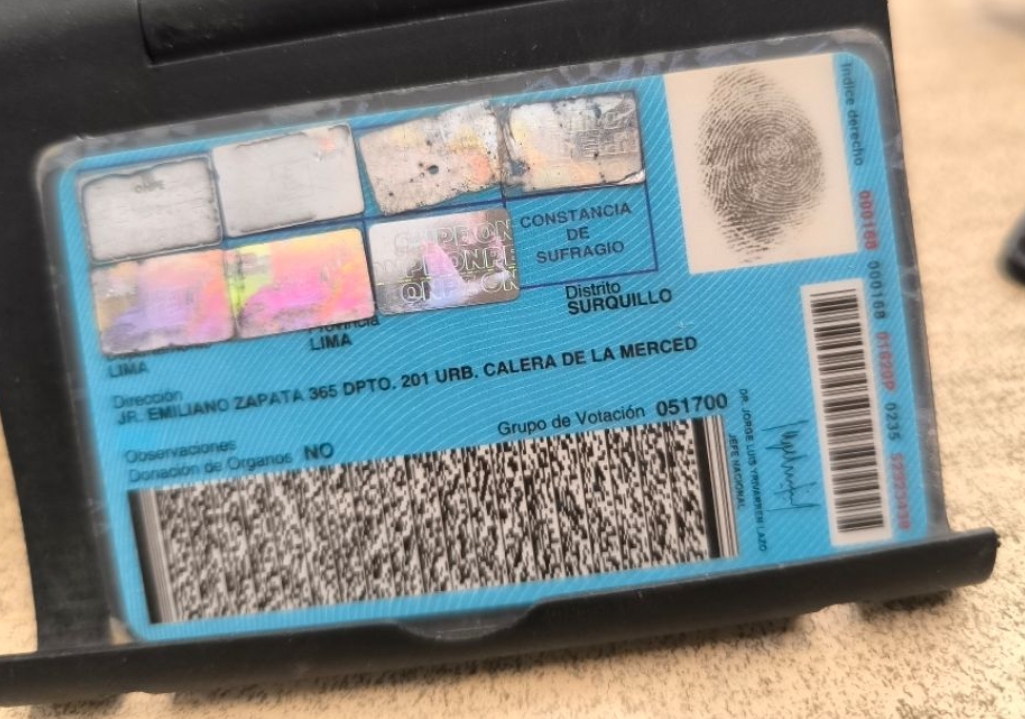 ONPE
CONSTANCIA
DE
SUFRAGIO
Provincia
LIMA
LIMA
Distrito
SURQUILLO
Dirección
JR. EMILIANO ZAPATA 365 DPTO. 201 URB. CALERA DE LA MERCED
Grupo de Votación 051700
Observaciones
Donación de Organos NO
Indice derecho
000168 000168 0235
DR. JORGE LUIS YRIVARREN LAZO
JEFE NACIONAL